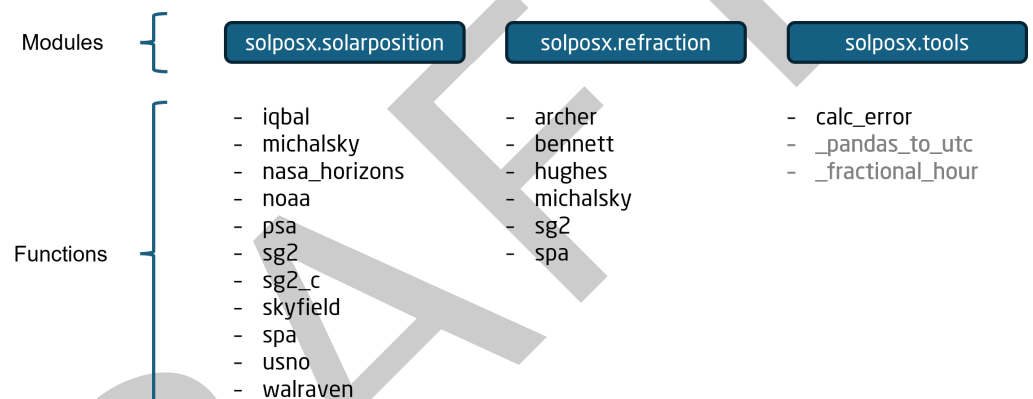 Modules
solposx.solarposition
solposx.refraction
solposx.tools
Functions
- iqbal
- michalsky
- nasa_horizons
- noaa
- psa
- sg2
- sg2_c
- skyfield
- spa
- usno
- walraven
- archer
- bennett
- hughes
- michalsky
- sg2
- spa
- calc_error
- _pandas_to_utc
- _fractional_hour